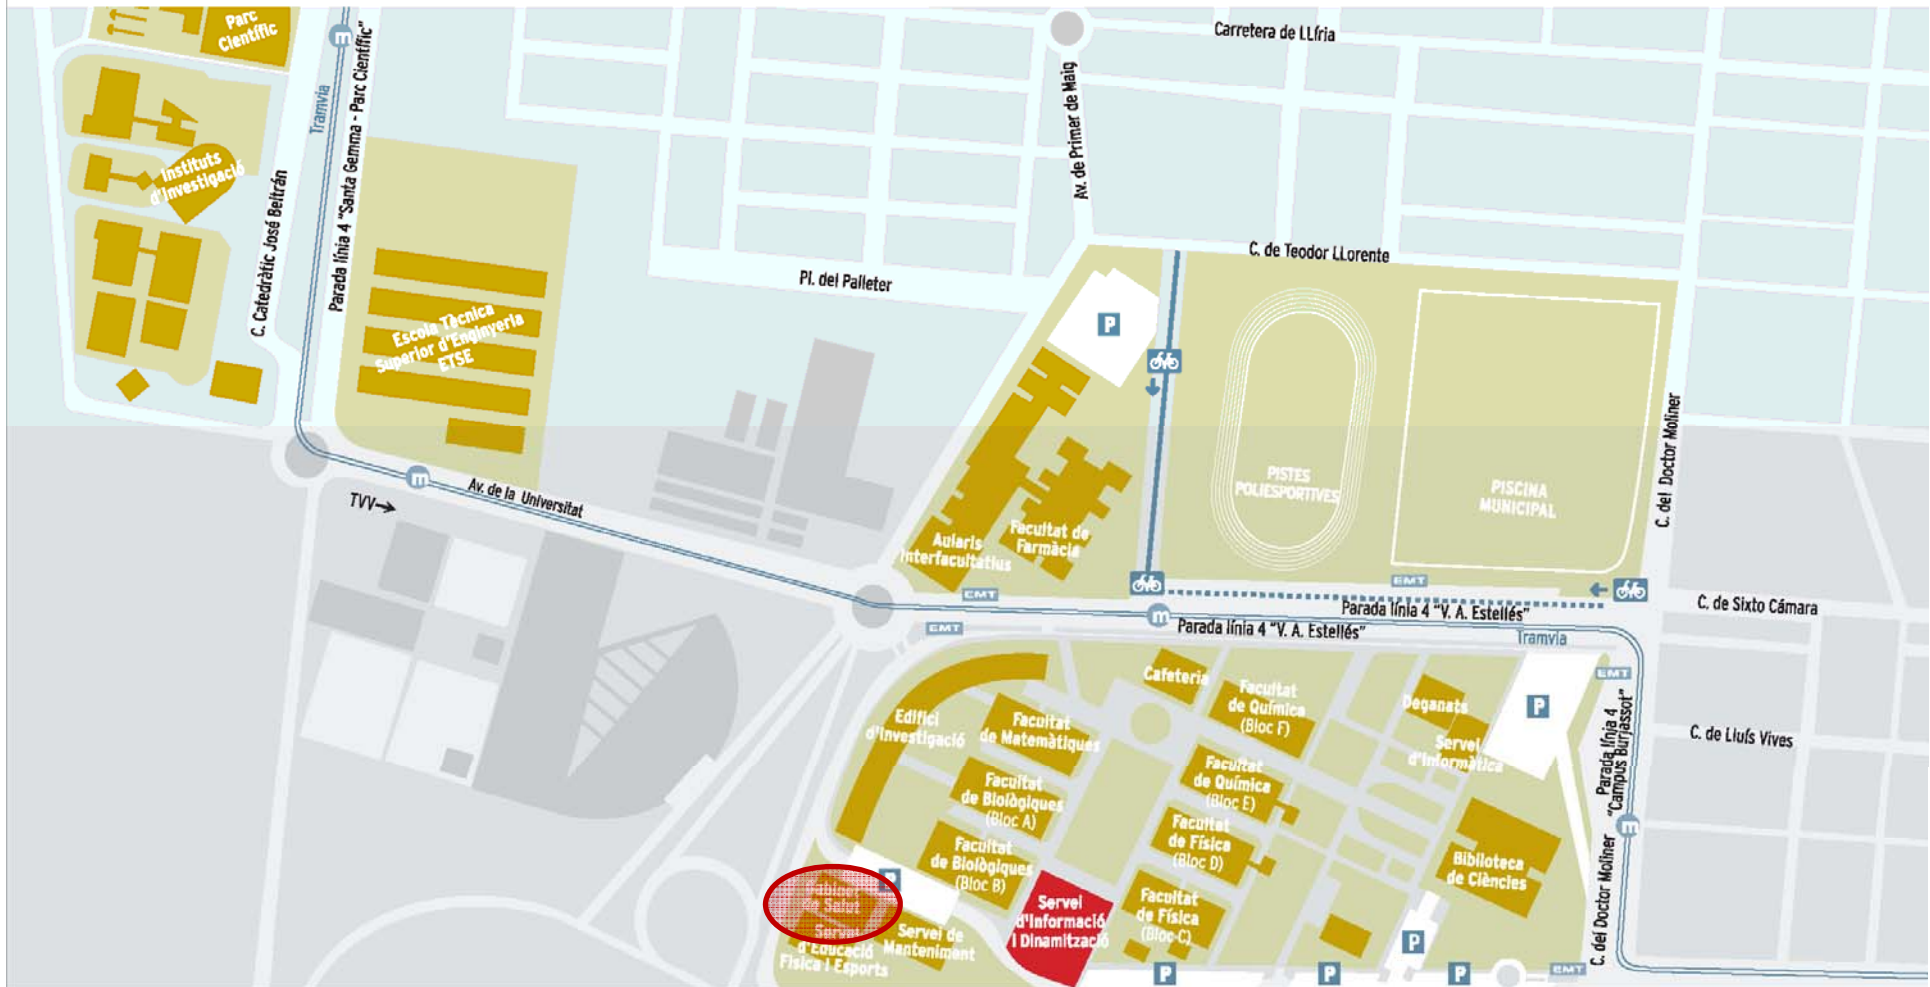 Parc
Científic
m
Tramvia
Parada línia 4 "Santa Gemma - Parc Científic"
Carretera de LLíria
Av. de Primer de Maig
Instituts
d'Investigació
C. Catedràtic José Beltrán
C. de Teodor LLorente
Pl. del Palleter
P
Escola Tècnica
Superior d'Enginyeria
ETSE
C. del Doctor Moliner
PISTES
POLIESPORTIVES
PISCINA
MUNICIPAL
m
Av. de la Universitat
TVV
Aularis
Interfacultatius
Facultat de
Farmàcia
EMT
EMT
Parada línia 4 "V. A. Estellés"
C. de Sixto Cámara
m
EMT
Parada línia 4 "V. A. Estellés"
Tramvia
EMT
Cafeteria
Facultat
de Química
(Bloc F)
Deganats
P
Servei
d'Informàtica
Edifici
d'Investigació
Facultat
de Matemàtiques
Parada línia 4
"Campus Burjassot"
C. de Lluís Vives
Facultat
de Biològiques
(Bloc A)
Facultat
de Química
(Bloc E)
Facultat
de Física
(Bloc D)
m
Facultat
de Biològiques
(Bloc B)
Biblioteca
de Ciències
C. del Doctor Moliner
P
Gabinet
de Salut
Servei
d'Educació
Física i Esports
Servei de
Manteniment
Servei
d'Informació
i Dinamització
Facultat
de Física
(Bloc C)
P
P
P
P
EMT